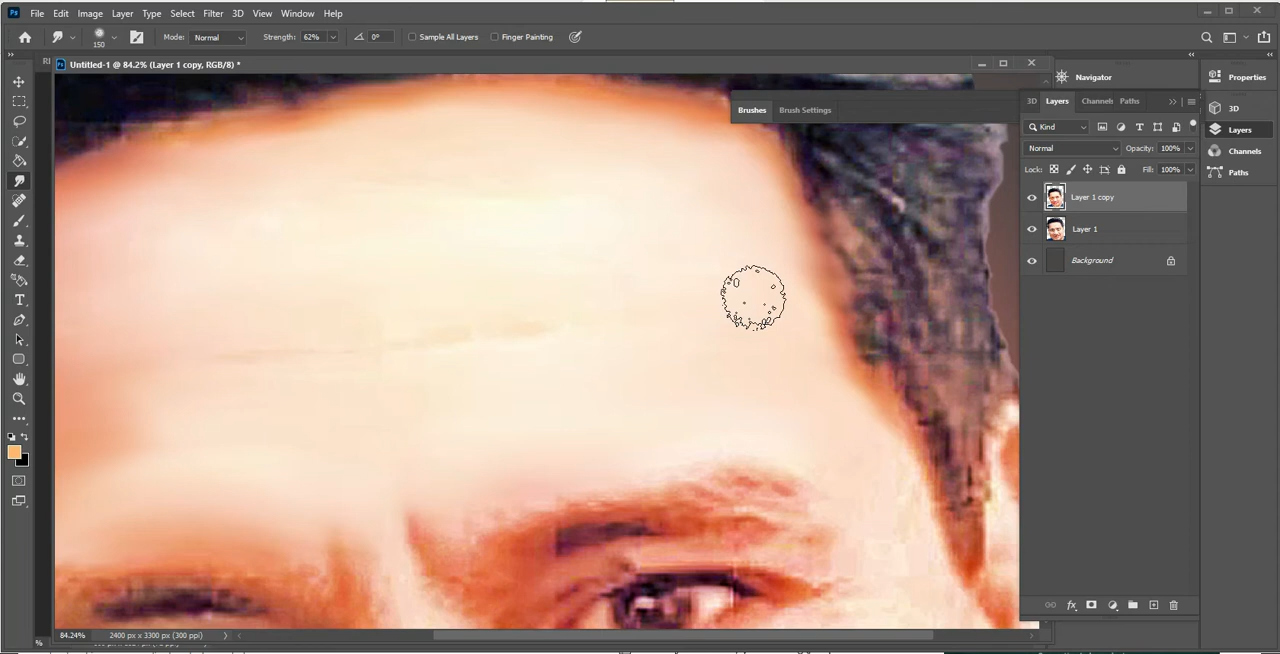 Ps File Edit Image Layer Type Select Filter 3D View Window Help
150 Mode: Normal Strength: 62% 0° Sample All Layers Finger Painting
Ps Untitled-1 @ 84.2% (Layer 1 copy, RGB/8) *
Navigator
Properties
Brushes Brush Settings
3D Layers Channels Paths
3D
Kind
Layers
Normal Opacity: 100%
Channels
Lock: Fill: 100%
Paths
Layer 1 copy
Layer 1
Background
84.24% 2400 px x 3300 px (300 ppi)